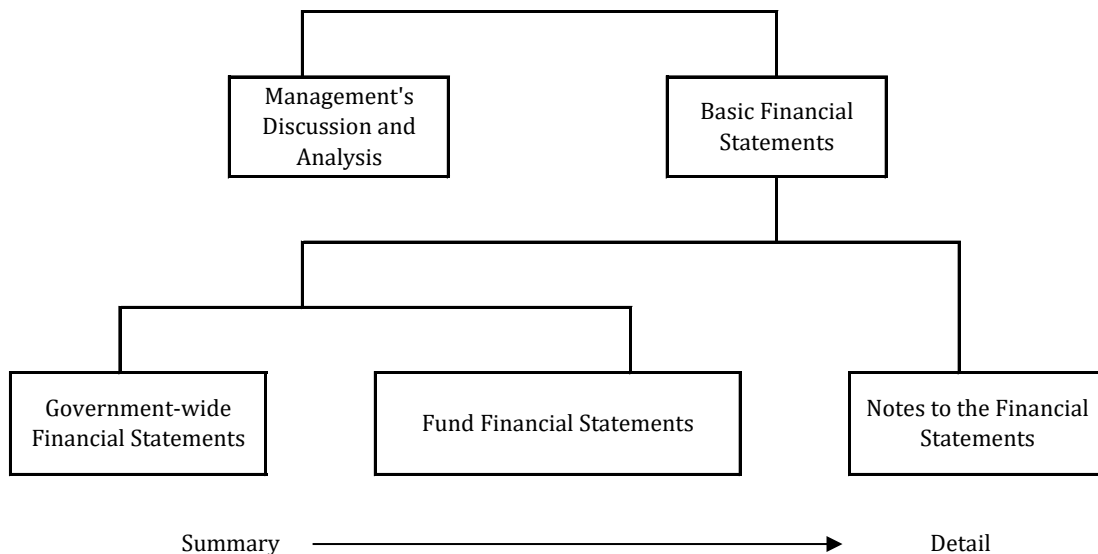 Management's
Discussion and
Analysis
Basic Financial
Statements
Government-wide
Financial Statements
Fund Financial Statements
Notes to the Financial
Statements
Summary
Detail